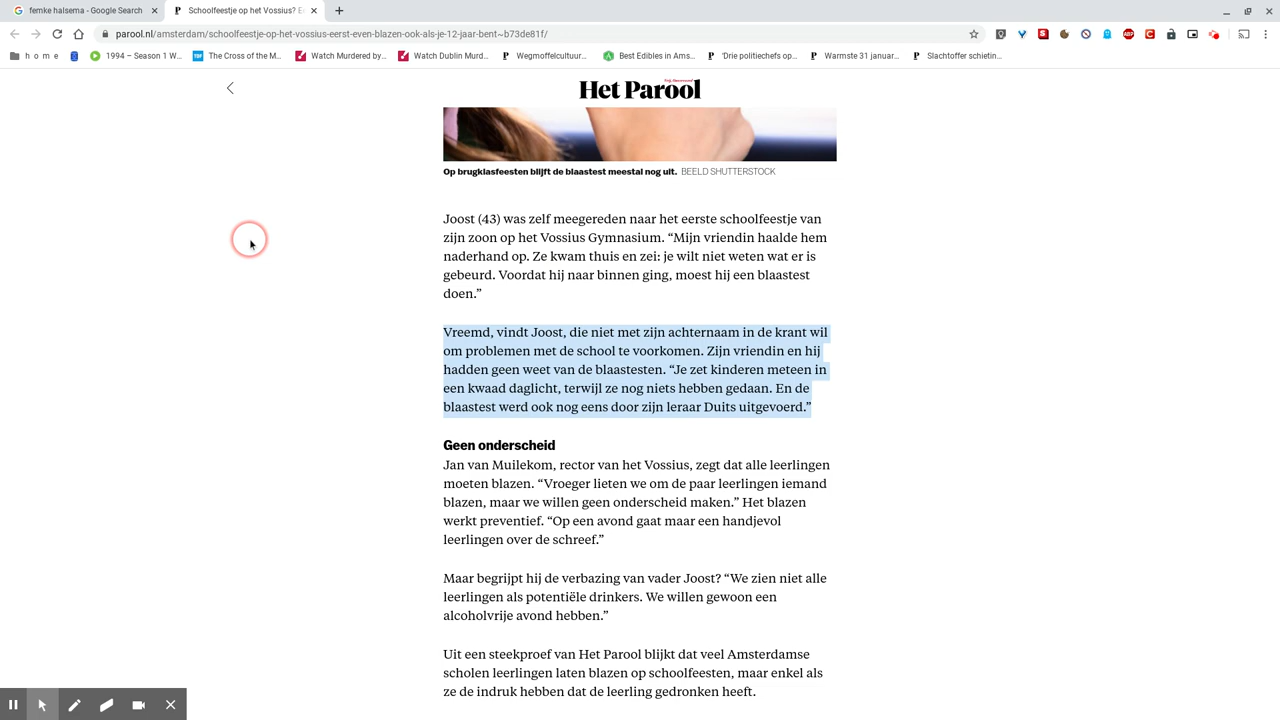 femke halsema - Google Search
Schoolfeestje op het Vossius? E
parool.nl/amsterdam/schoolfeestje-op-het-vossius-eerst-even-blazen-ook-als-je-12-jaar-bent~b73de81f/
h o m e
1994 – Season 1 W...
The Cross of the M...
Watch Murdered by...
Watch Dublin Murd...
Wegmoffelcultuur...
Best Edibles in Ams...
'Drie politiechefs op...
Warmste 31 januar...
Slachtoffer schietin...
Het Parool
Op brugklasfeesten blijft de blaastest meestal nog uit. BEELD SHUTTERSTOCK
Joost (43) was zelf meegereden naar het eerste schoolfeestje van
zijn zoon op het Vossius Gymnasium. “Mijn vriendin haalde hem
naderhand op. Ze kwam thuis en zei: je wilt niet weten wat er is
gebeurd. Voordat hij naar binnen ging, moest hij een blaastest
doen.”
Vreemd, vindt Joost, die niet met zijn achternaam in de krant wil
om problemen met de school te voorkomen. Zijn vriendin en hij
hadden geen weet van de blaastesten. “Je zet kinderen meteen in
een kwaad daglicht, terwijl ze nog niets hebben gedaan. En de
blaastest werd ook nog eens door zijn leraar Duits uitgevoerd.”
Geen onderscheid
Jan van Muilekom, rector van het Vossius, zegt dat alle leerlingen
moeten blazen. “Vroeger lieten we om de paar leerlingen iemand
blazen, maar we willen geen onderscheid maken.” Het blazen
werkt preventief. “Op een avond gaat maar een handjevol
leerlingen over de schreef.”
Maar begrijpt hij de verbazing van vader Joost? “We zien niet alle
leerlingen als potentiële drinkers. We willen gewoon een
alcoholvrije avond hebben.”
Uit een steekproef van Het Parool blijkt dat veel Amsterdamse
scholen leerlingen laten blazen op schoolfeesten, maar enkel als
ze de indruk hebben dat de leerling gedronken heeft.